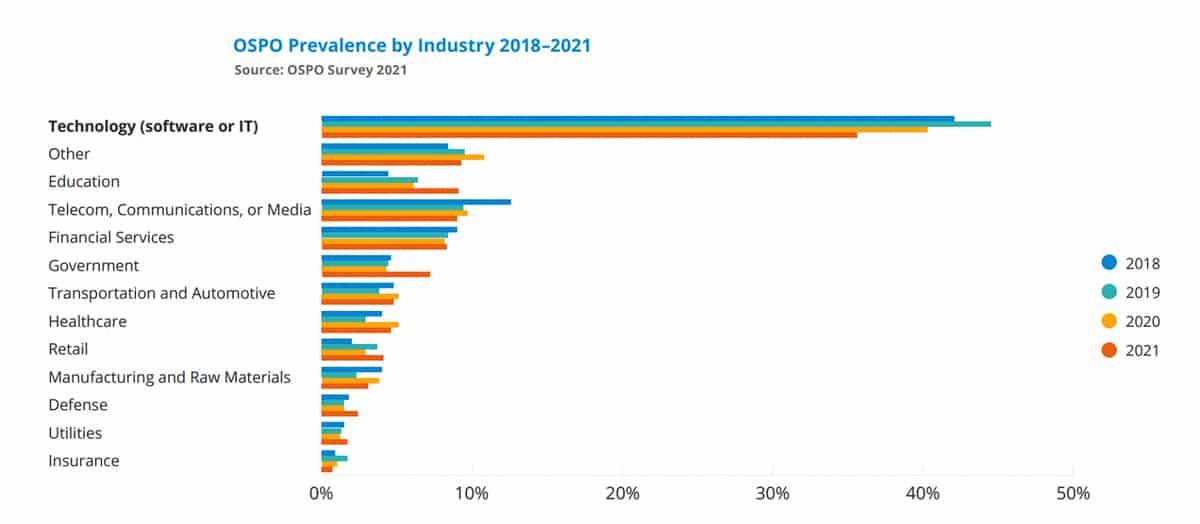 OSPO Prevalence by Industry 2018–2021
Source: OSPO Survey 2021
Technology (software or IT)
Other
Education
Telecom, Communications, or Media
Financial Services
Government
Transportation and Automotive
Healthcare
Retail
Manufacturing and Raw Materials
Defense
Utilities
Insurance
2018
2019
2020
2021
0% 10% 20% 30% 40% 50%